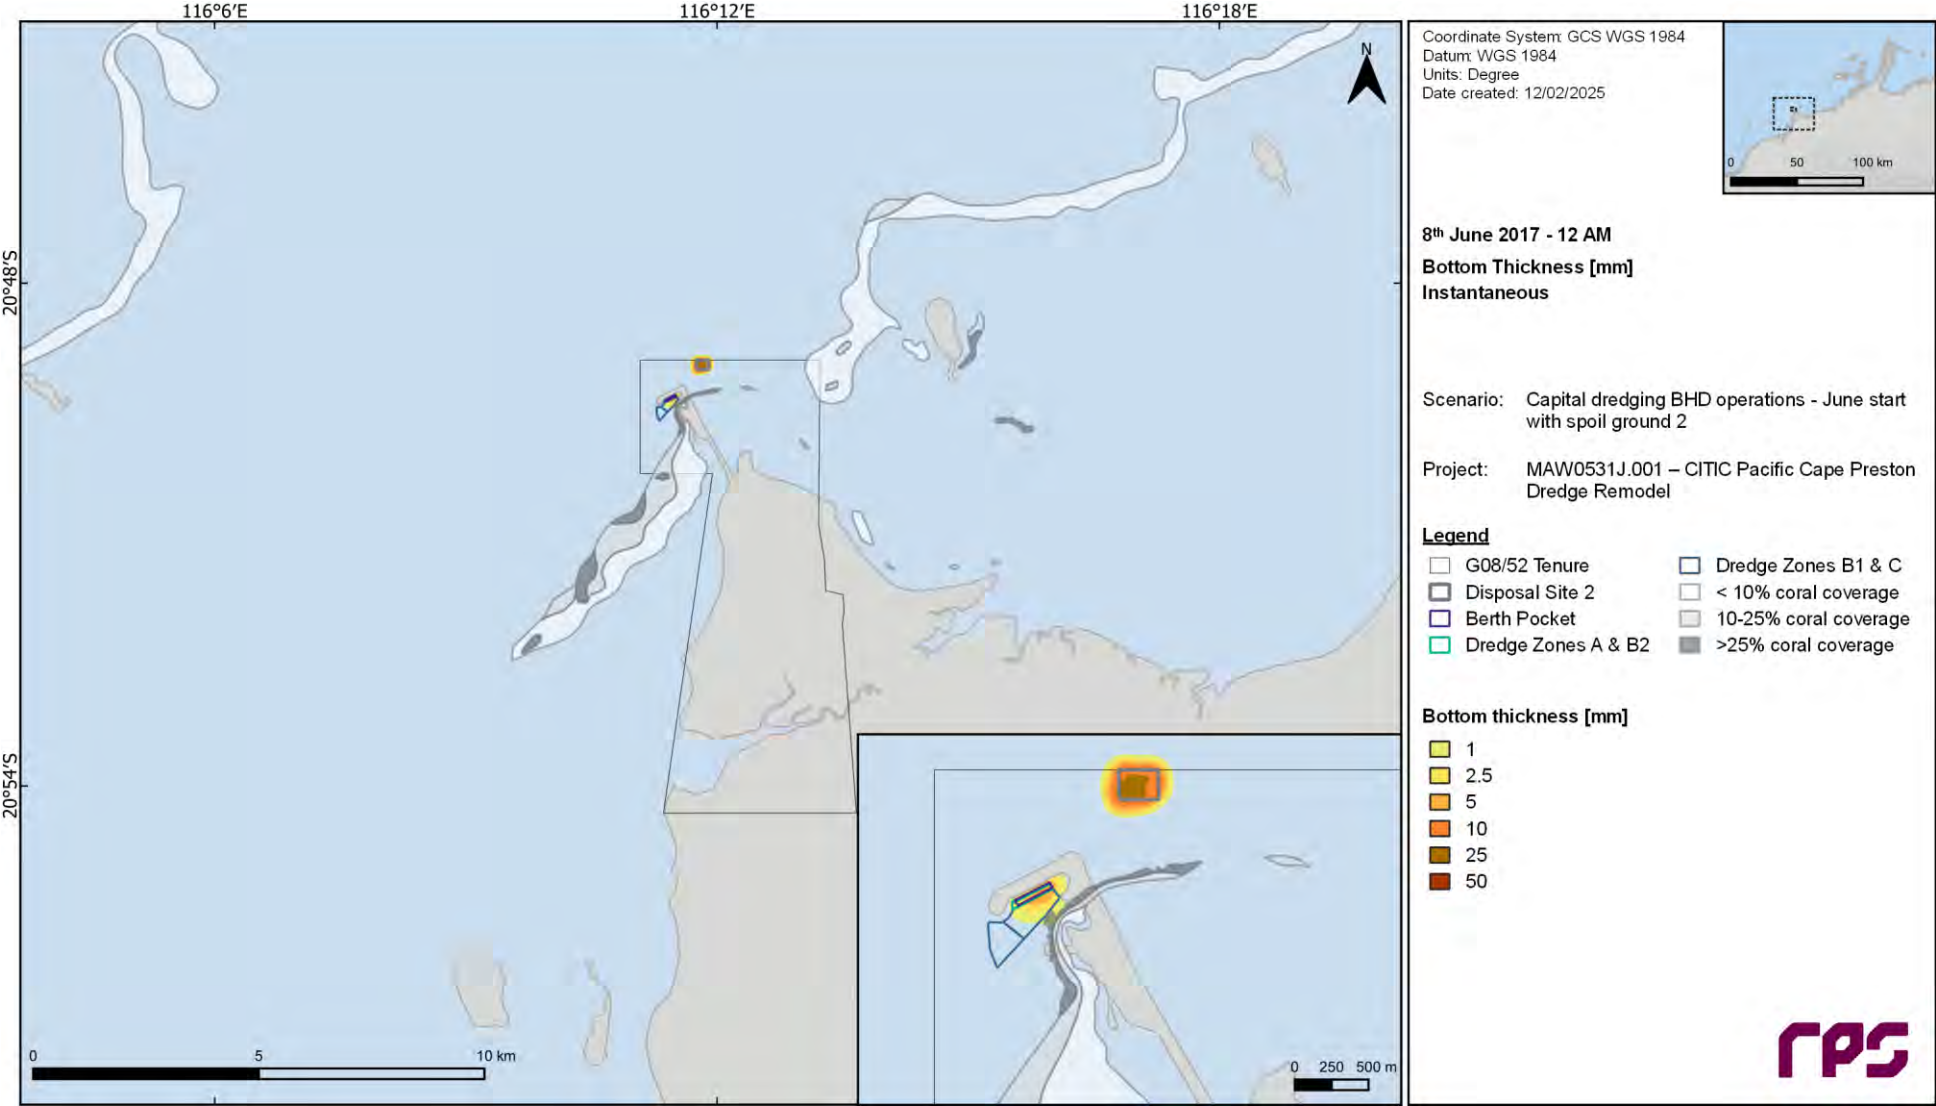 116°6′E
116°12′E
116°18′E
20°48′S
20°54′S
N
0 5 10 km
0 250 500 m
Coordinate System: GCS WGS 1984
Datum: WGS 1984
Units: Degree
Date created: 12/02/2025
0 50 100 km
8th June 2017 - 12 AM
Bottom Thickness [mm]
Instantaneous
Scenario: Capital dredging BHD operations - June start
with spoil ground 2
Project: MAW0531J.001 – CITIC Pacific Cape Preston
Dredge Remodel
Legend
G08/52 Tenure
Disposal Site 2
Berth Pocket
Dredge Zones A & B2
Dredge Zones B1 & C
< 10% coral coverage
10-25% coral coverage
>25% coral coverage
Bottom thickness [mm]
1
2.5
5
10
25
50
rps